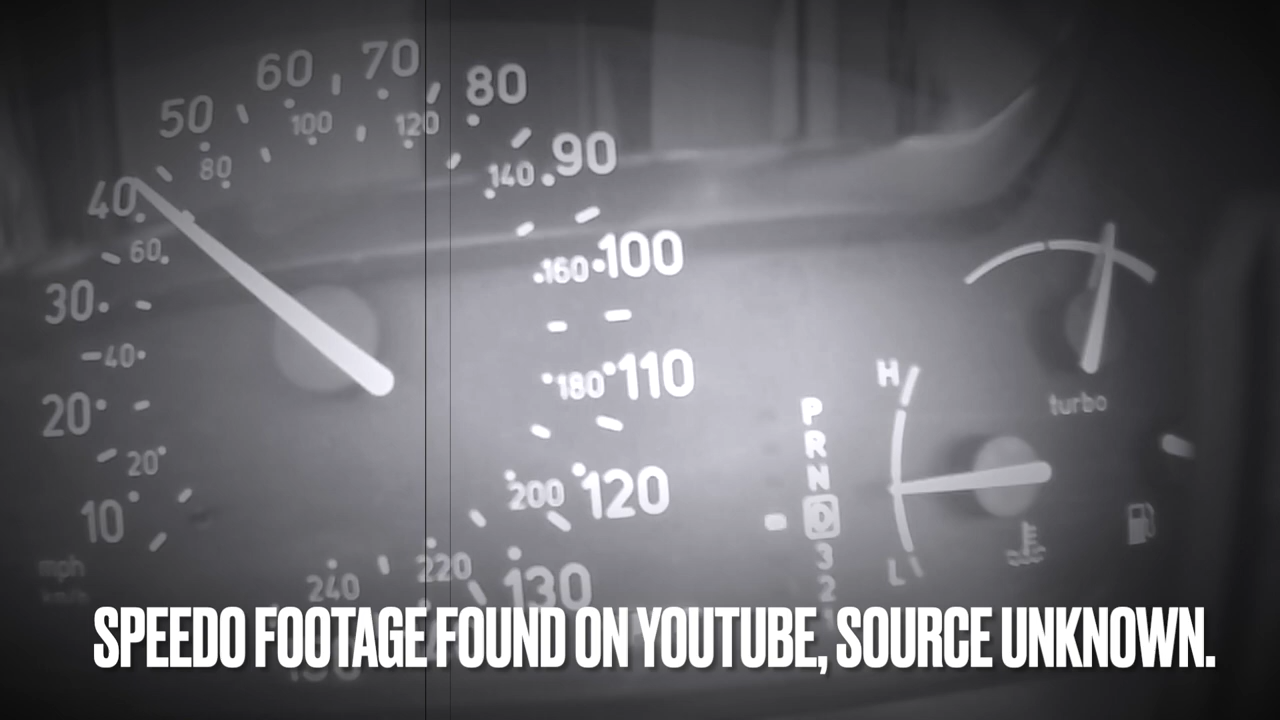 60 70 80
50 100 120
80 140 90
40
60 160 100
30
40 180 110
H
turbo
20 P
R
20 N
200 120
10 D
3
mph 240 220 130 L
km/h 2
SPEEDO FOOTAGE FOUND ON YOUTUBE, SOURCE UNKNOWN.